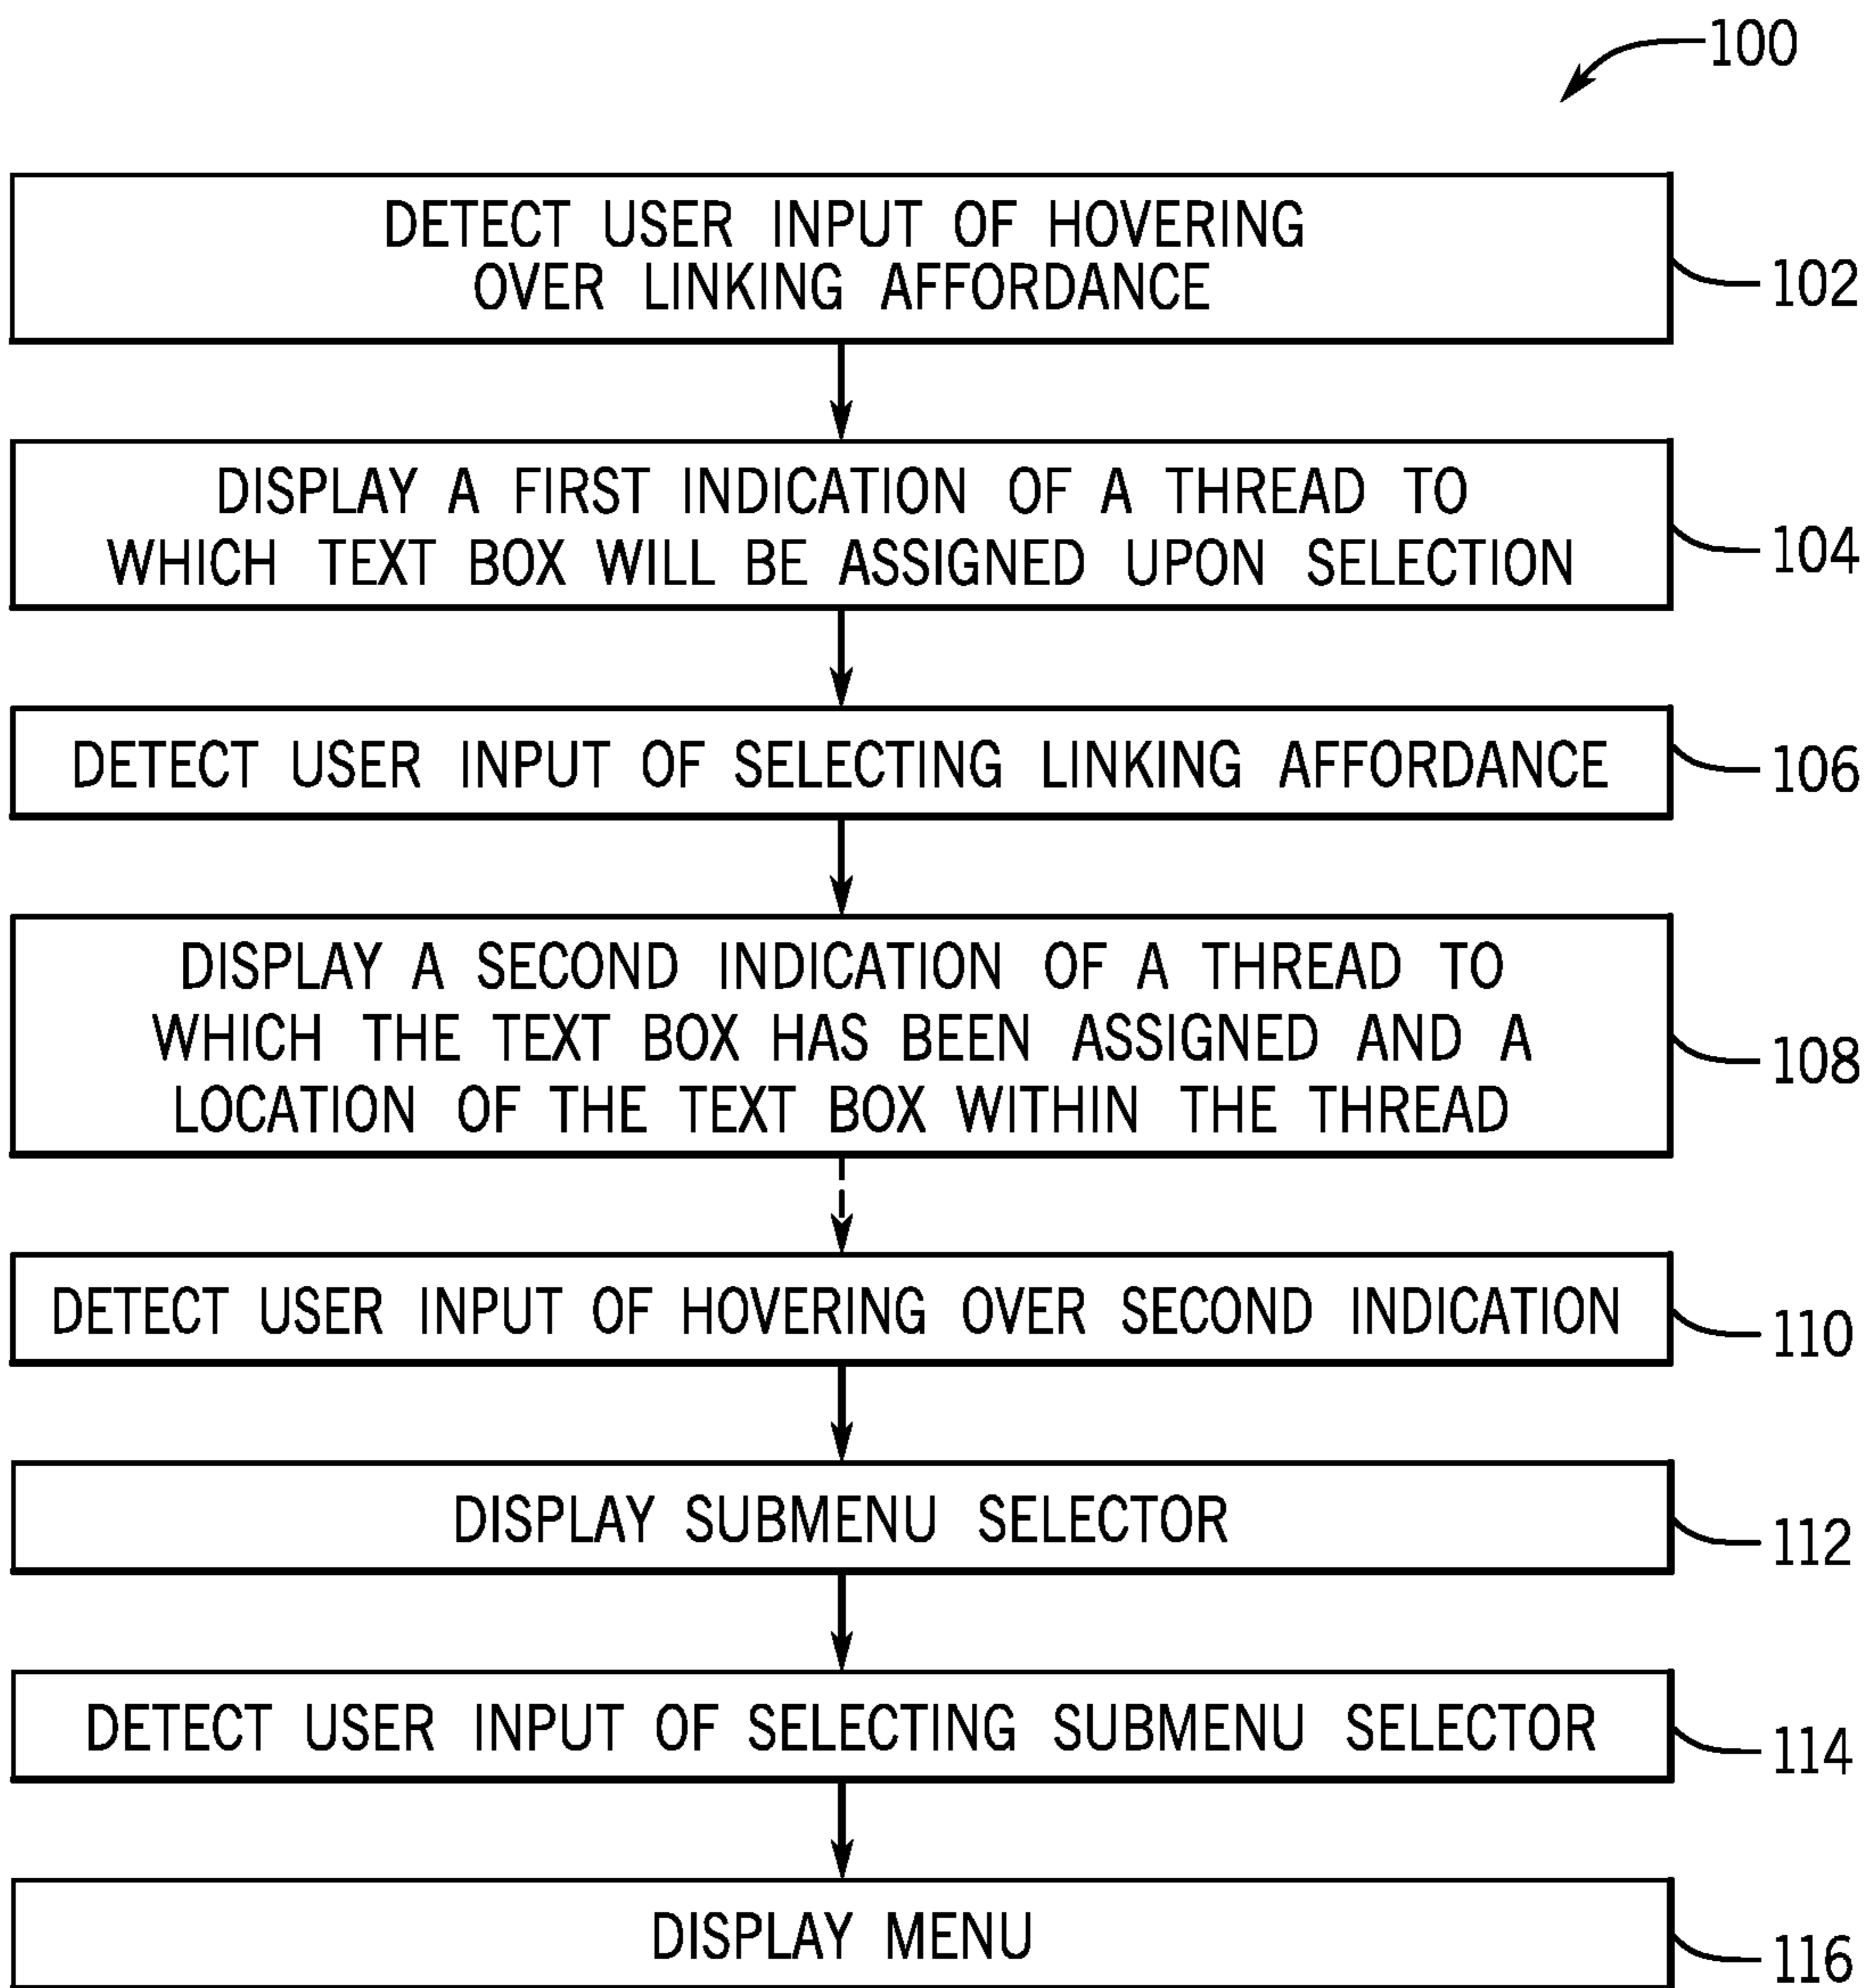 100
DETECT USER INPUT OF HOVERING
OVER LINKING AFFORDANCE
102
DISPLAY A FIRST INDICATION OF A THREAD TO
WHICH TEXT BOX WILL BE ASSIGNED UPON SELECTION
104
DETECT USER INPUT OF SELECTING LINKING AFFORDANCE
106
DISPLAY A SECOND INDICATION OF A THREAD TO
WHICH THE TEXT BOX HAS BEEN ASSIGNED AND A
LOCATION OF THE TEXT BOX WITHIN THE THREAD
108
DETECT USER INPUT OF HOVERING OVER SECOND INDICATION
110
DISPLAY SUBMENU SELECTOR
112
DETECT USER INPUT OF SELECTING SUBMENU SELECTOR
114
DISPLAY MENU
116